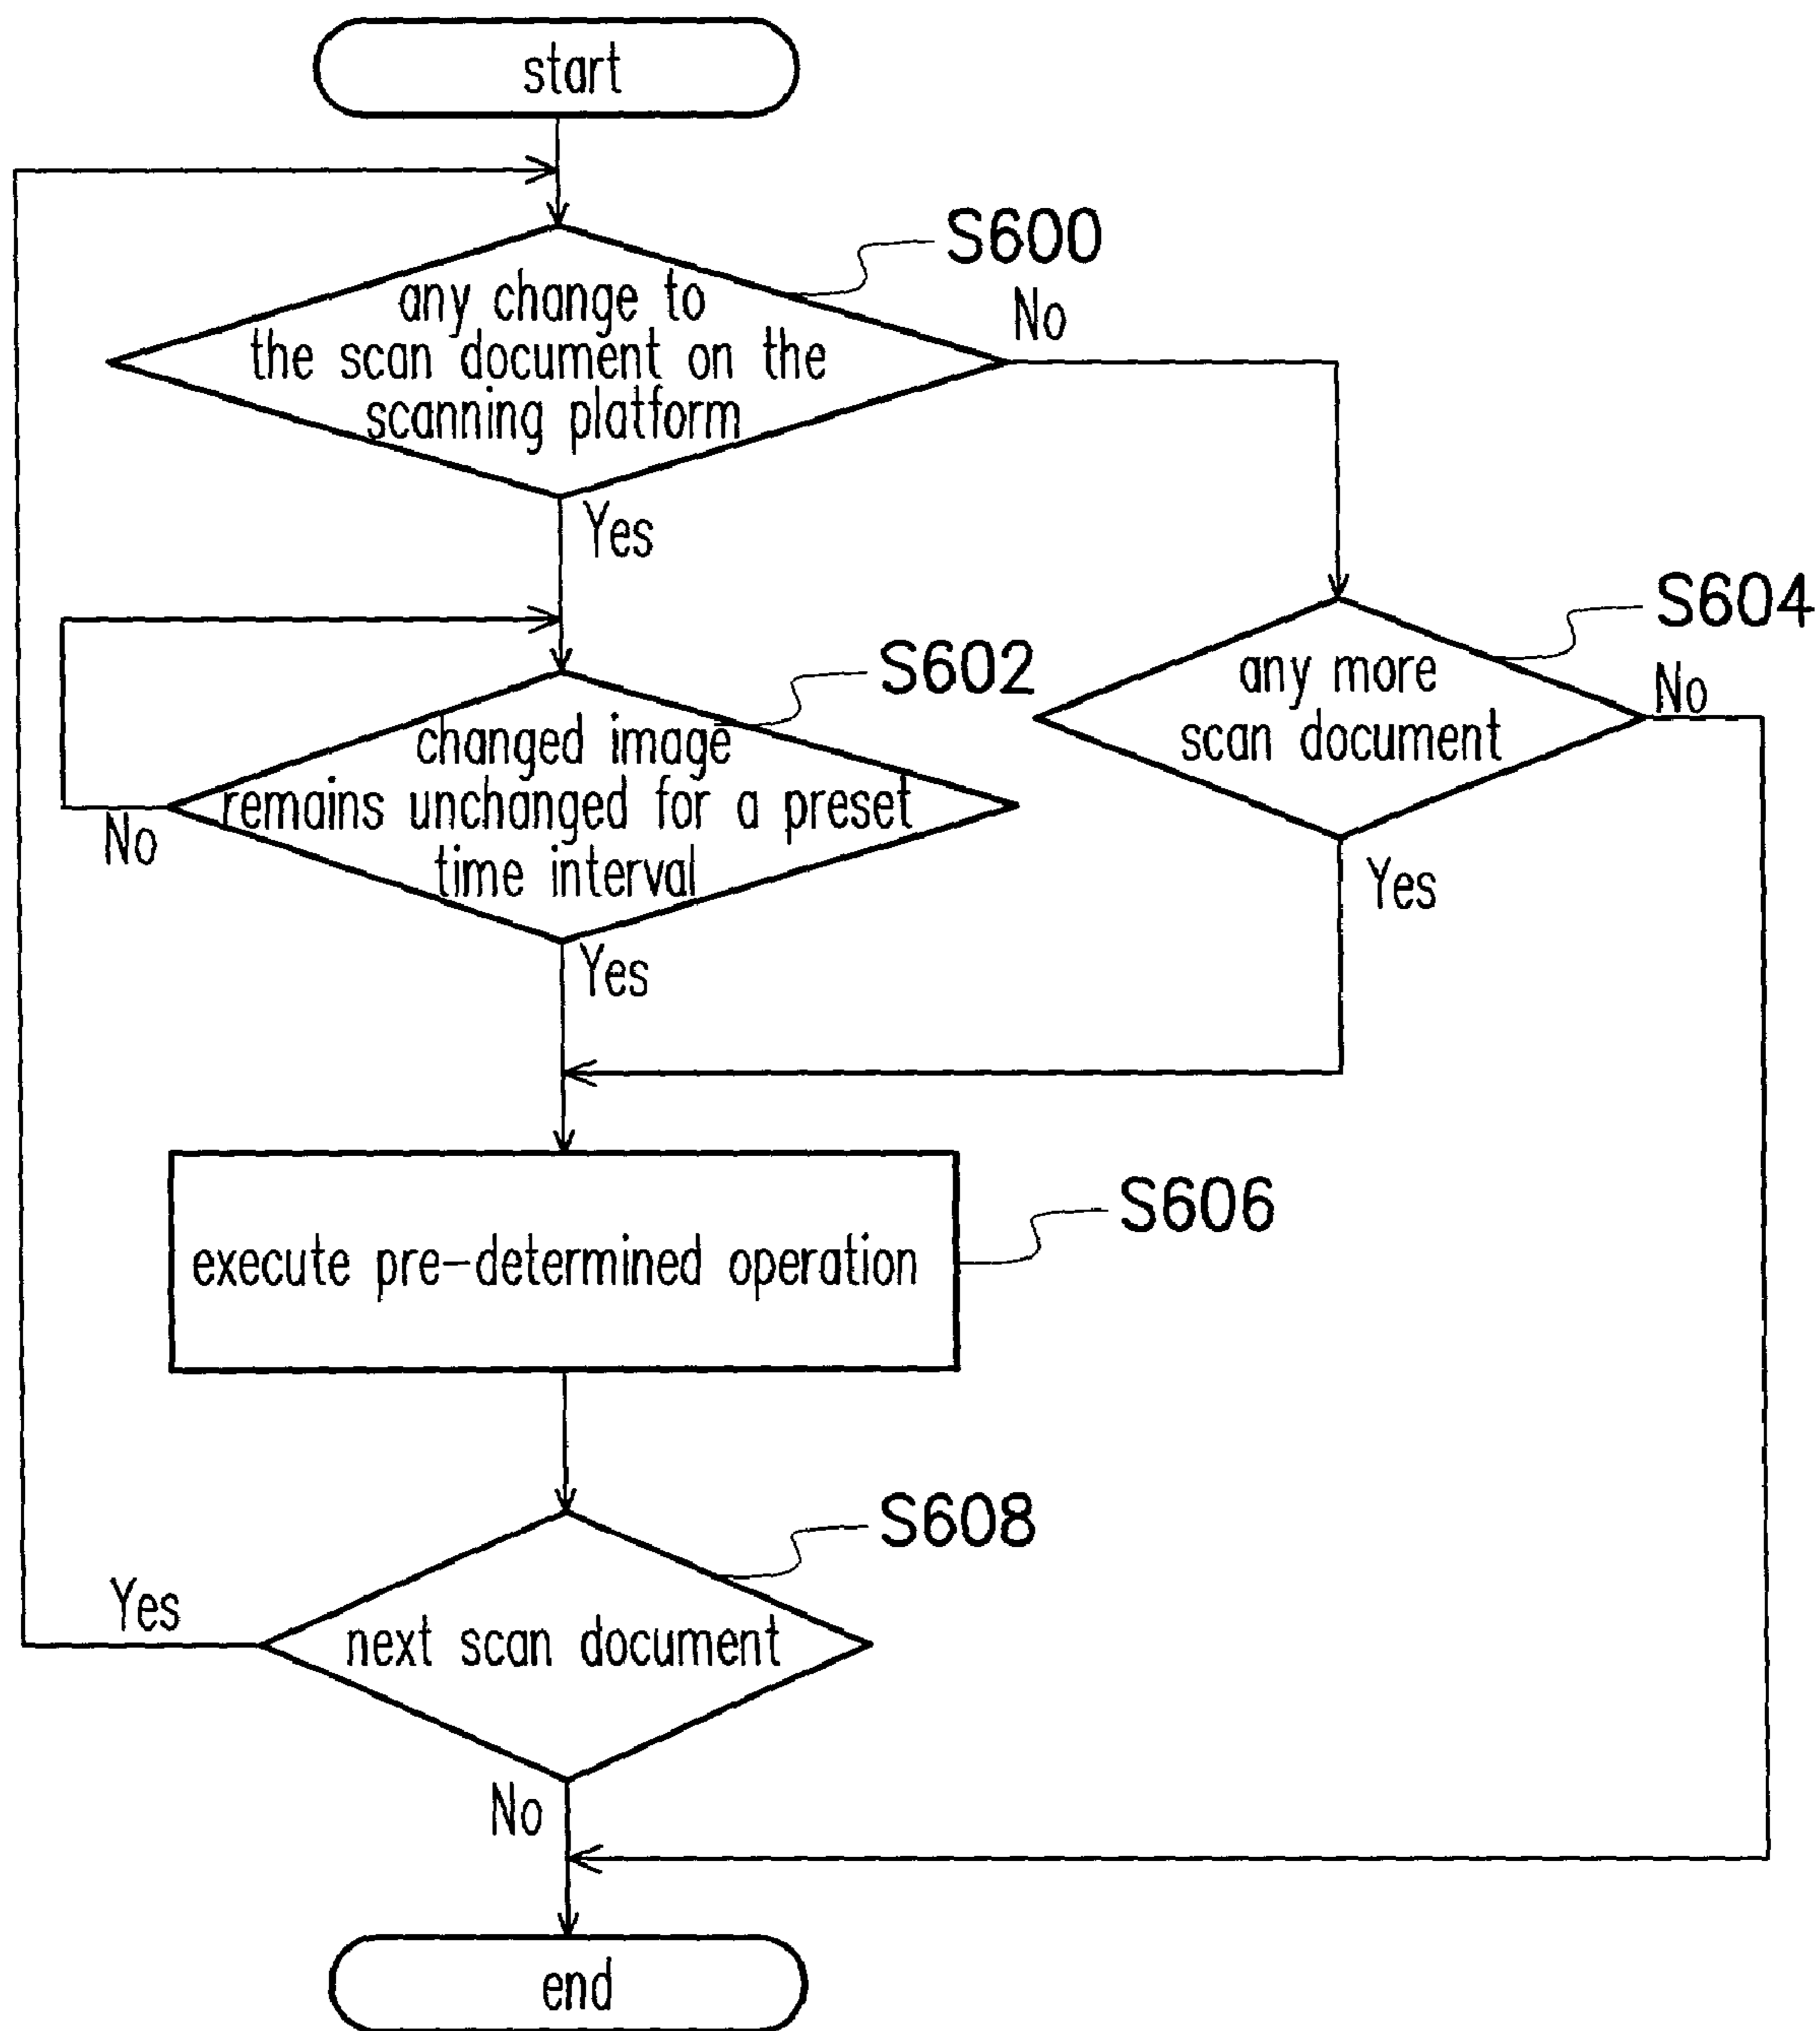 start
S600
any change to
the scan document on the
scanning platform
No
Yes
S602
changed image
remains unchanged for a preset
time interval
No
Yes
S604
any more
scan document
No
Yes
execute pre-determined operation
S606
S608
next scan document
Yes
No
end